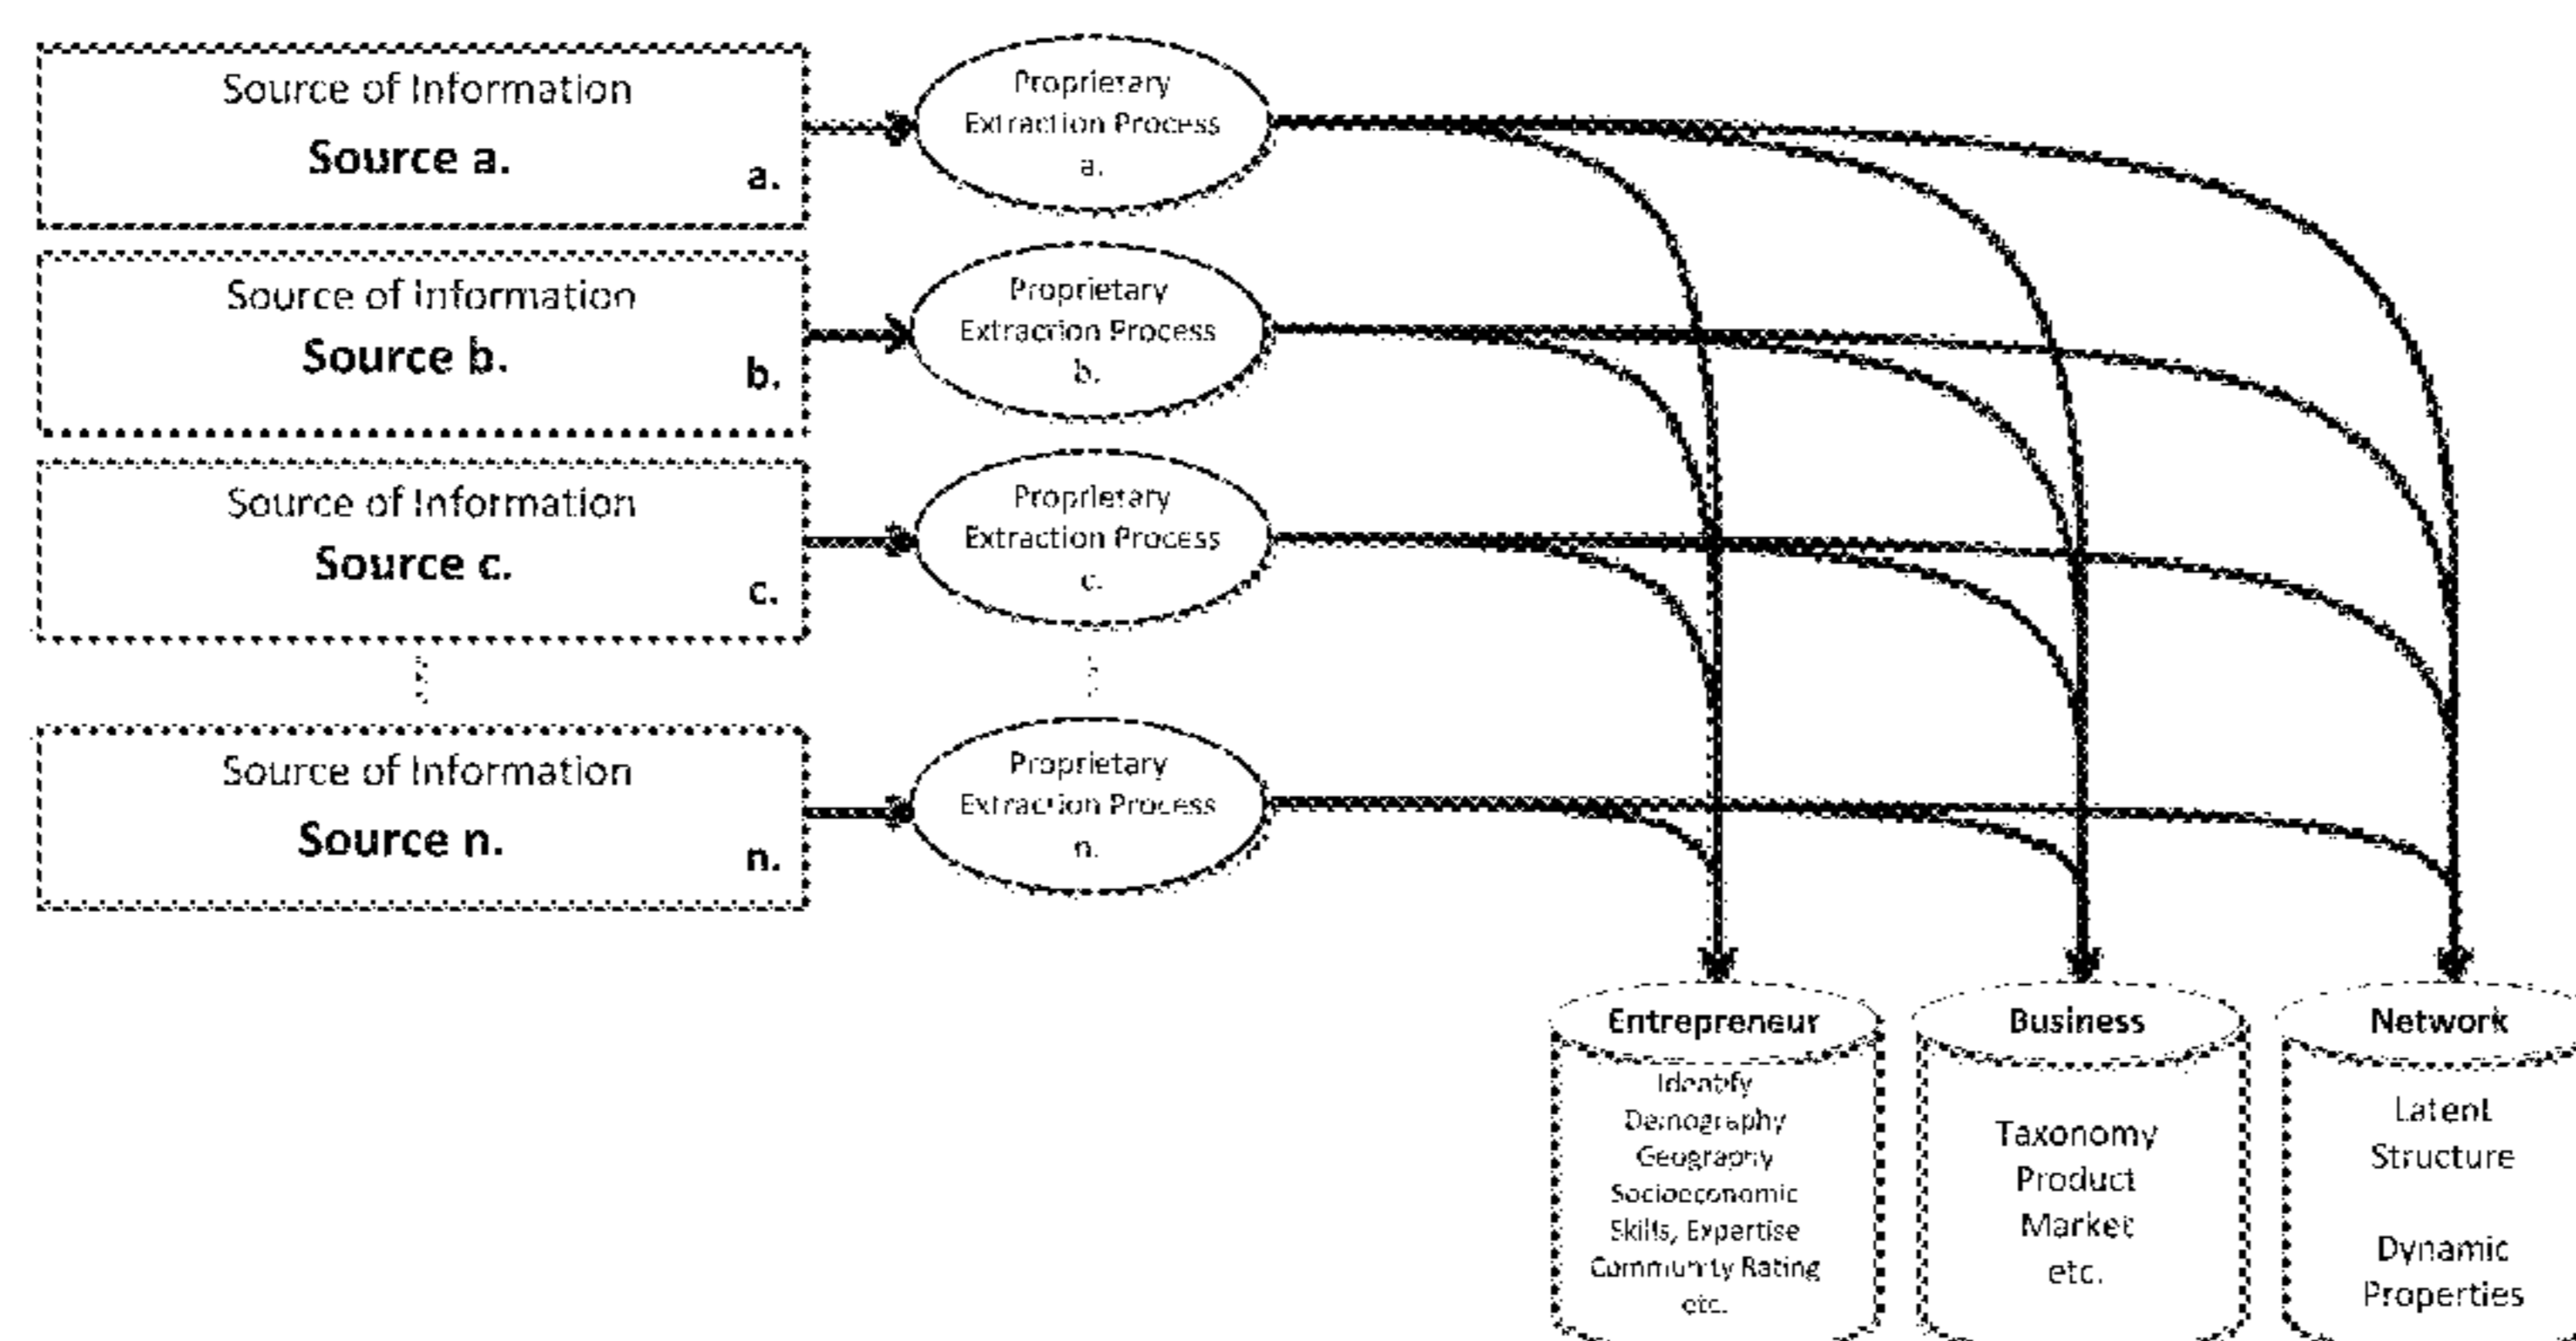 Source of Information
Source a.
a.
Proprietary
Extraction Process
a.
Source of Information
Source b.
b.
Proprietary
Extraction Process
b.
Source of Information
Source c.
c.
Proprietary
Extraction Process
c.
Source of Information
Source n.
n.
Proprietary
Extraction Process
n.
Entrepreneur
Identify
Demography
Geography
Socioeconomic
Skills, Expertise
Community Rating
etc.
Business
Taxonomy
Product
Market
etc.
Network
Latent
Structure
Dynamic
Properties